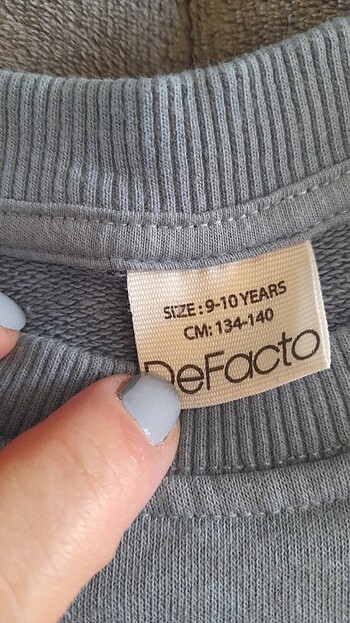 SIZE : 9-10 YEARS
CM: 134-140
DeFacto